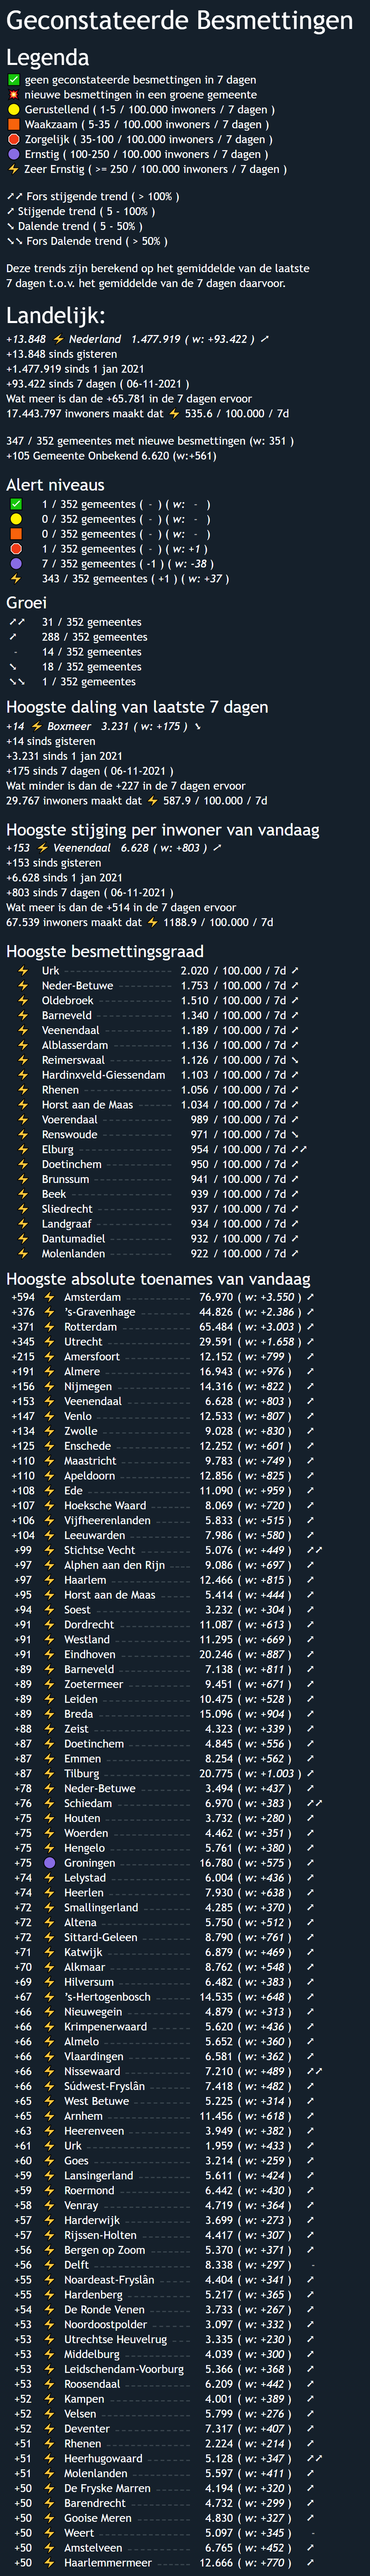 Geconstateerde Besmettingen
Legenda
geen geconstateerde besmettingen in 7 dagen
nieuwe besmettingen in een groene gemeente
Gerustellend ( 1-5 / 100.000 inwoners / 7 dagen )
Waakzaam ( 5-35 / 100.000 inwoners / 7 dagen )
Zorgelijk ( 35-100 / 100.000 inwoners / 7 dagen )
Ernstig ( 100-250 / 100.000 inwoners / 7 dagen )
Zeer Ernstig ( >= 250 / 100.000 inwoners / 7 dagen )
➚➚ Fors stijgende trend ( > 100% )
➚ Stijgende trend ( 5 - 100% )
➘ Dalende trend ( 5 - 50% )
➘➘ Fors Dalende trend ( > 50% )
Deze trends zijn berekend op het gemiddelde van de laatste
7 dagen t.o.v. het gemiddelde van de 7 dagen daarvoor.
Landelijk:
+13.848 ⚡ Nederland 1.477.919 ( w: +93.422 ) ➚
+13.848 sinds gisteren
+1.477.919 sinds 1 jan 2021
+93.422 sinds 7 dagen ( 06-11-2021 )
Wat meer is dan de +65.781 in de 7 dagen ervoor
17.443.797 inwoners maakt dat ⚡ 535.6 / 100.000 / 7d
347 / 352 gemeentes met nieuwe besmettingen (w: 351 )
+105 Gemeente Onbekend 6.620 (w:+561)
Alert niveaus
1 / 352 gemeentes ( - ) ( w: - )
0 / 352 gemeentes ( - ) ( w: - )
0 / 352 gemeentes ( - ) ( w: - )
1 / 352 gemeentes ( - ) ( w: +1 )
7 / 352 gemeentes ( -1 ) ( w: -38 )
343 / 352 gemeentes ( +1 ) ( w: +37 )
Groei
➚➚ 31 / 352 gemeentes
➚ 288 / 352 gemeentes
- 14 / 352 gemeentes
➘ 18 / 352 gemeentes
➘➘ 1 / 352 gemeentes
Hoogste daling van laatste 7 dagen
+14 ⚡ Boxmeer 3.231 ( w: +175 ) ➘
+14 sinds gisteren
+3.231 sinds 1 jan 2021
+175 sinds 7 dagen ( 06-11-2021 )
Wat minder is dan de +227 in de 7 dagen ervoor
29.767 inwoners maakt dat ⚡ 587.9 / 100.000 / 7d
Hoogste stijging per inwoner van vandaag
+153 ⚡ Veenendaal 6.628 ( w: +803 ) ➚
+153 sinds gisteren
+6.628 sinds 1 jan 2021
+803 sinds 7 dagen ( 06-11-2021 )
Wat meer is dan de +514 in de 7 dagen ervoor
67.539 inwoners maakt dat ⚡ 1188.9 / 100.000 / 7d
Hoogste besmettingsgraad
Urk 2.020 / 100.000 / 7d ➚
Neder-Betuwe 1.753 / 100.000 / 7d ➚
Oldebroek 1.510 / 100.000 / 7d ➚
Barneveld 1.340 / 100.000 / 7d ➚
Veenendaal 1.189 / 100.000 / 7d ➚
Alblasserdam 1.136 / 100.000 / 7d ➚
Reimerswaal 1.126 / 100.000 / 7d ➘
Hardinxveld-Giessendam 1.103 / 100.000 / 7d ➚
Rhenen 1.056 / 100.000 / 7d ➚
Horst aan de Maas 1.034 / 100.000 / 7d ➚
Voerendaal 989 / 100.000 / 7d ➚
Renswoude 971 / 100.000 / 7d ➘
Elburg 954 / 100.000 / 7d ➚➚
Doetinchem 950 / 100.000 / 7d ➚
Brunssum 941 / 100.000 / 7d ➚
Beek 939 / 100.000 / 7d ➚
Sliedrecht 937 / 100.000 / 7d ➚
Landgraaf 934 / 100.000 / 7d ➚
Dantumadiel 932 / 100.000 / 7d ➚
Molenlanden 922 / 100.000 / 7d ➚
Hoogste absolute toenames van vandaag
+594 Amsterdam 76.970 ( w: +3.550 ) ➚
+376 's-Gravenhage 44.826 ( w: +2.386 ) ➚
+371 Rotterdam 65.484 ( w: +3.003 ) ➚
+345 Utrecht 29.591 ( w: +1.658 ) ➚
+215 Amersfoort 12.152 ( w: +799 ) ➚
+191 Almere 16.943 ( w: +976 ) ➚
+156 Nijmegen 14.316 ( w: +822 ) ➚
+153 Veenendaal 6.628 ( w: +803 ) ➚
+147 Venlo 12.533 ( w: +807 ) ➚
+134 Zwolle 9.028 ( w: +830 ) ➚
+125 Enschede 12.252 ( w: +601 ) ➚
+110 Maastricht 9.783 ( w: +749 ) ➚
+110 Apeldoorn 12.856 ( w: +825 ) ➚
+108 Ede 11.090 ( w: +959 ) ➚
+107 Hoeksche Waard 8.069 ( w: +720 ) ➚
+106 Vijfheerenlanden 5.833 ( w: +515 ) ➚
+104 Leeuwarden 7.986 ( w: +580 ) ➚
+99 Stichtse Vecht 5.076 ( w: +449 ) ➚➚
+97 Alphen aan den Rijn 9.086 ( w: +697 ) ➚
+97 Haarlem 12.466 ( w: +815 ) ➚
+95 Horst aan de Maas 5.414 ( w: +444 ) ➚
+94 Soest 3.232 ( w: +304 ) ➚
+91 Dordrecht 11.087 ( w: +613 ) ➚
+91 Westland 11.295 ( w: +669 ) ➚
+91 Eindhoven 20.246 ( w: +887 ) ➚
+89 Barneveld 7.138 ( w: +811 ) ➚
+89 Zoetermeer 9.451 ( w: +671 ) ➚
+89 Leiden 10.475 ( w: +528 ) ➚
+89 Breda 15.096 ( w: +904 ) ➚
+88 Zeist 4.323 ( w: +339 ) ➚
+87 Doetinchem 4.845 ( w: +556 ) ➚
+87 Emmen 8.254 ( w: +562 ) ➚
+87 Tilburg 20.775 ( w: +1.003 ) ➚
+78 Neder-Betuwe 3.494 ( w: +437 ) ➚
+76 Schiedam 6.970 ( w: +383 ) ➚➚
+75 Houten 3.732 ( w: +280 ) ➚
+75 Woerden 4.462 ( w: +351 ) ➚
+75 Hengelo 5.761 ( w: +380 ) ➚
+75 Groningen 16.780 ( w: +575 ) ➚
+74 Lelystad 6.004 ( w: +436 ) ➚
+74 Heerlen 7.930 ( w: +638 ) ➚
+72 Smallingerland 4.285 ( w: +370 ) ➚
+72 Altena 5.750 ( w: +512 ) ➚
+72 Sittard-Geleen 8.790 ( w: +761 ) ➚
+71 Katwijk 6.879 ( w: +469 ) ➚
+70 Alkmaar 8.762 ( w: +548 ) ➚
+69 Hilversum 6.482 ( w: +383 ) ➚
+67 's-Hertogenbosch 14.535 ( w: +648 ) ➚
+66 Nieuwegein 4.879 ( w: +313 ) ➚
+66 Krimpenerwaard 5.620 ( w: +436 ) ➚
+66 Almelo 5.652 ( w: +360 ) ➚
+66 Vlaardingen 6.581 ( w: +362 ) ➚
+66 Nissewaard 7.210 ( w: +489 ) ➚➚
+66 Súdwest-Fryslân 7.418 ( w: +482 ) ➚
+65 West Betuwe 5.225 ( w: +314 ) ➚
+65 Arnhem 11.456 ( w: +618 ) ➚
+63 Heerenveen 3.949 ( w: +382 ) ➚
+61 Urk 1.959 ( w: +433 ) ➚
+60 Goes 3.214 ( w: +259 ) ➚
+59 Lansingerland 5.611 ( w: +424 ) ➚
+59 Roermond 6.442 ( w: +430 ) ➚
+58 Venray 4.719 ( w: +364 ) ➚
+57 Harderwijk 3.699 ( w: +273 ) ➚
+57 Rijssen-Holten 4.417 ( w: +307 ) ➚
+56 Bergen op Zoom 5.370 ( w: +371 ) ➚
+56 Delft 8.338 ( w: +297 ) -
+55 Noardeast-Fryslân 4.404 ( w: +341 ) ➚
+55 Hardenberg 5.217 ( w: +365 ) ➚
+54 De Ronde Venen 3.733 ( w: +267 ) ➚
+53 Noordoostpolder 3.097 ( w: +332 ) ➚
+53 Utrechtse Heuvelrug 3.335 ( w: +230 ) ➚
+53 Middelburg 4.039 ( w: +300 ) ➚
+53 Leidschendam-Voorburg 5.366 ( w: +368 ) ➚
+53 Roosendaal 6.209 ( w: +442 ) ➚
+52 Kampen 4.001 ( w: +389 ) ➚
+52 Velsen 5.799 ( w: +276 ) ➚
+52 Deventer 7.317 ( w: +407 ) ➚
+51 Rhenen 2.224 ( w: +214 ) ➚
+51 Heerhugowaard 5.128 ( w: +347 ) ➚➚
+51 Molenlanden 5.597 ( w: +411 ) ➚
+50 De Fryske Marren 4.194 ( w: +320 ) ➚
+50 Barendrecht 4.732 ( w: +299 ) ➚
+50 Gooise Meren 4.830 ( w: +327 ) ➚
+50 Weert 5.097 ( w: +345 ) -
+50 Amstelveen 6.765 ( w: +452 ) ➚
+50 Haarlemmermeer 12.666 ( w: +770 ) ➚